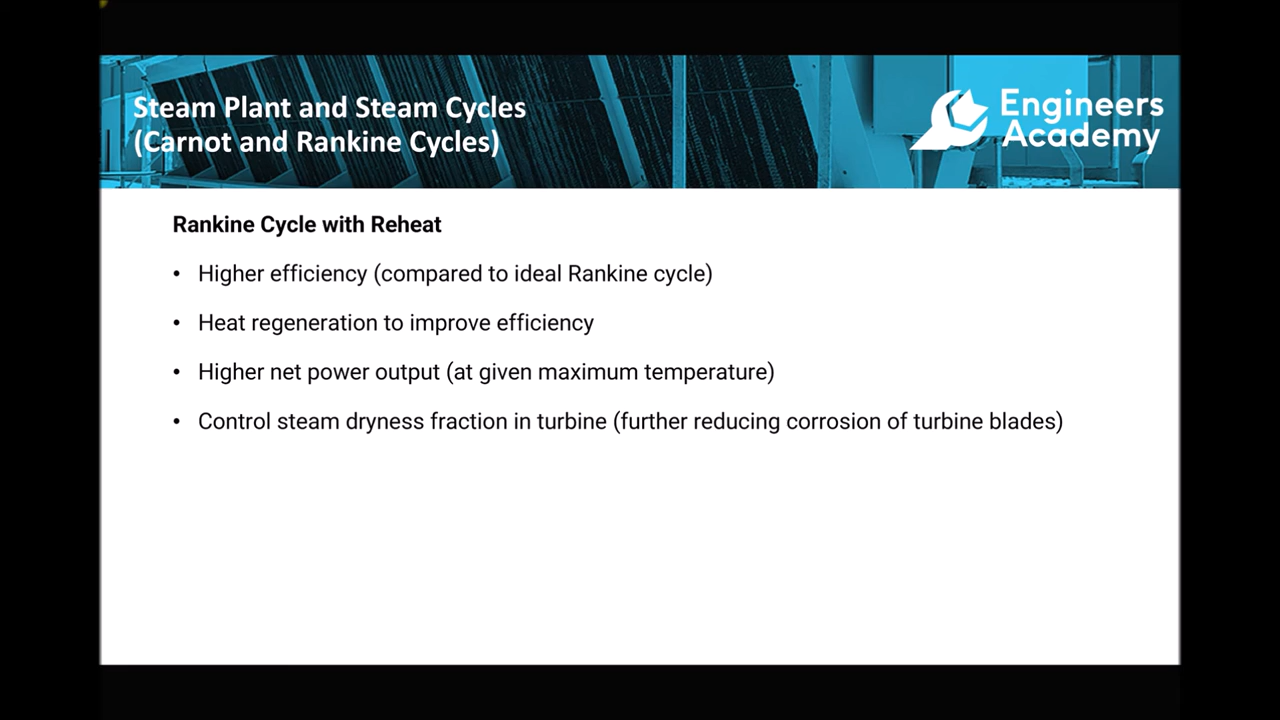 Steam Plant and Steam Cycles
(Carnot and Rankine Cycles)
Engineers
Academy
Rankine Cycle with Reheat
• Higher efficiency (compared to ideal Rankine cycle)
• Heat regeneration to improve efficiency
• Higher net power output (at given maximum temperature)
• Control steam dryness fraction in turbine (further reducing corrosion of turbine blades)